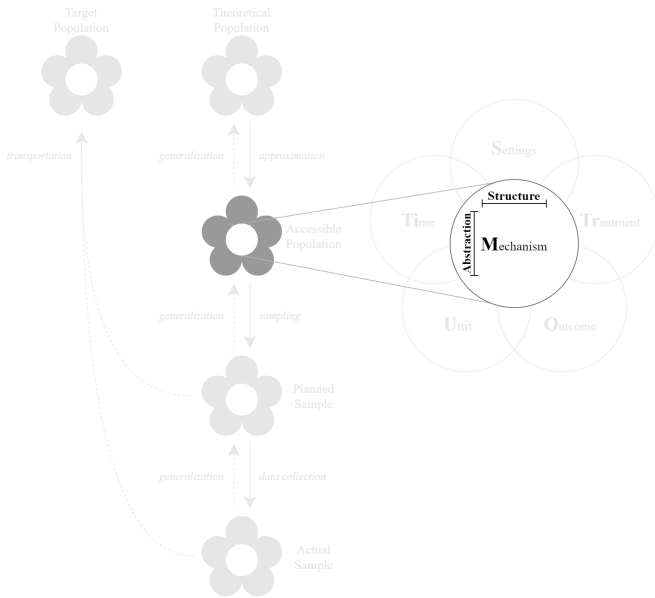 Target
Population
Theoretical
Population
transportation
generalization
approximation
Settings
Structure
Time
Treatment
Abstraction
Mechanism
Accessible
Population
generalization
sampling
Unit
Outcome
Planned
Sample
generalization
data collection
Actual
Sample